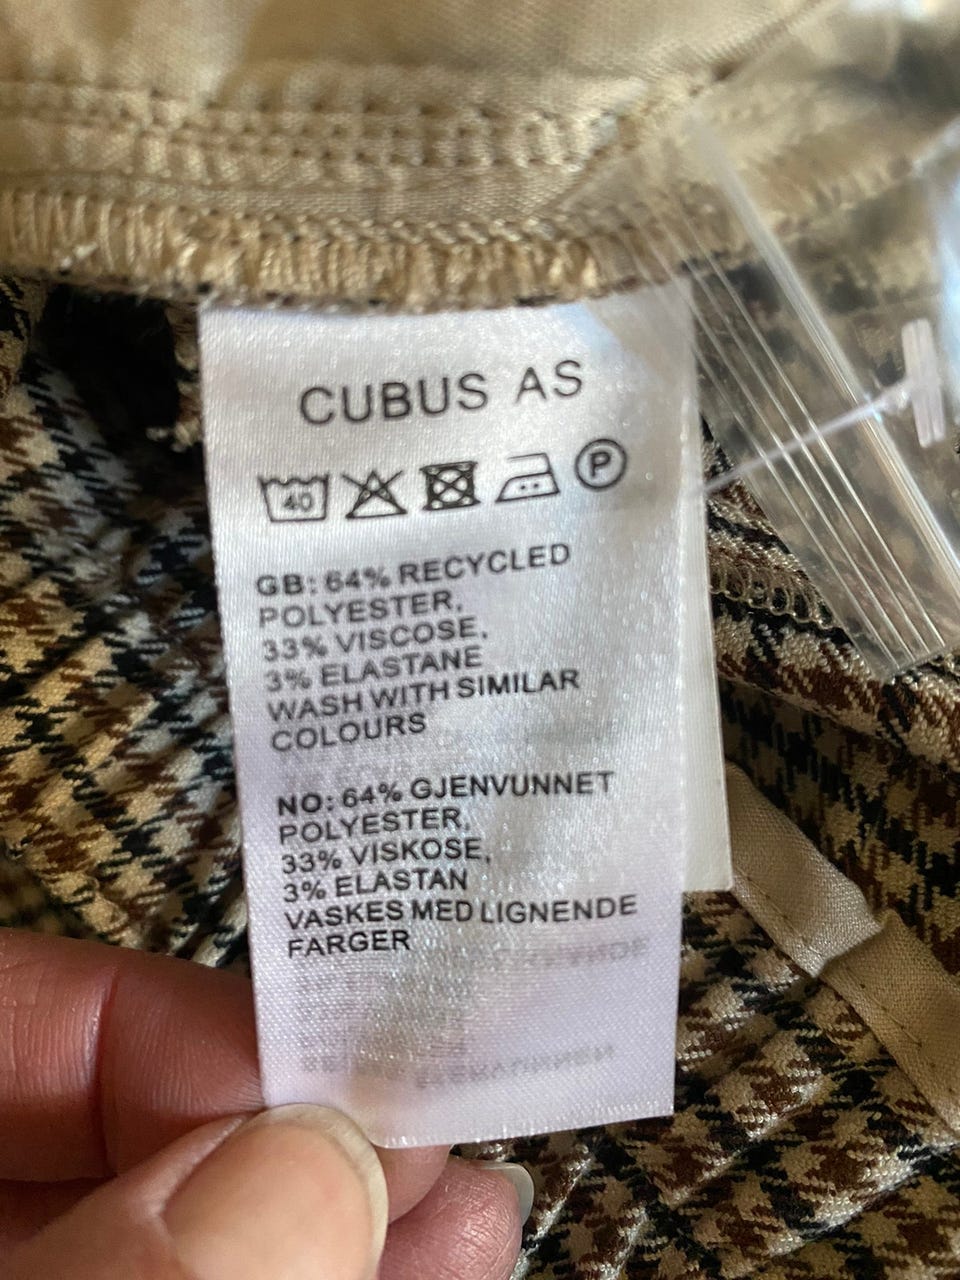 CUBUS AS
40
P
GB: 64% RECYCLED
POLYESTER,
33% VISCOSE,
3% ELASTANE
WASH WITH SIMILAR
COLOURS
NO: 64% GJENVUNNET
POLYESTER,
33% VISKOSE,
3% ELASTAN
VASKES MED LIGNENDE
FARGER